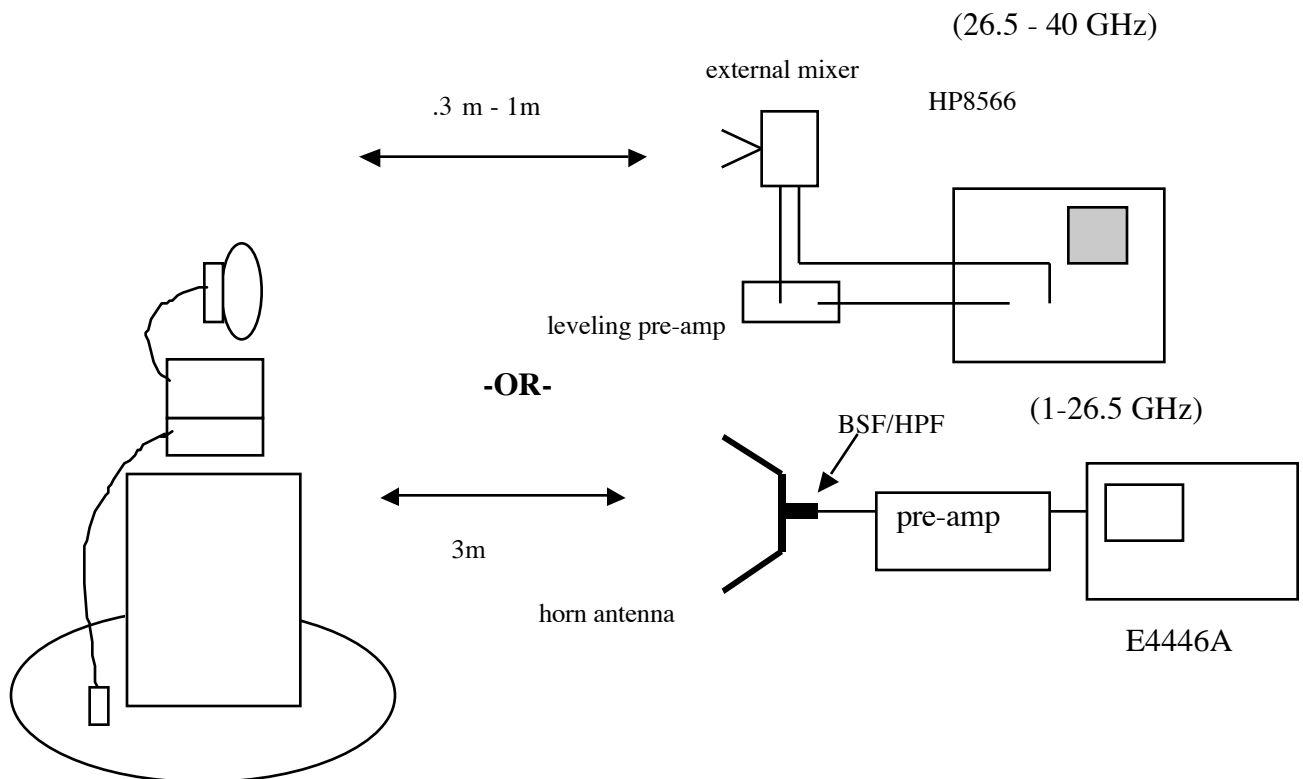 (26.5 - 40 GHz)
external mixer
HP8566
.3 m - 1m
leveling pre-amp
-OR-
(1-26.5 GHz)
BSF/HPF
pre-amp
3m
horn antenna
E4446A